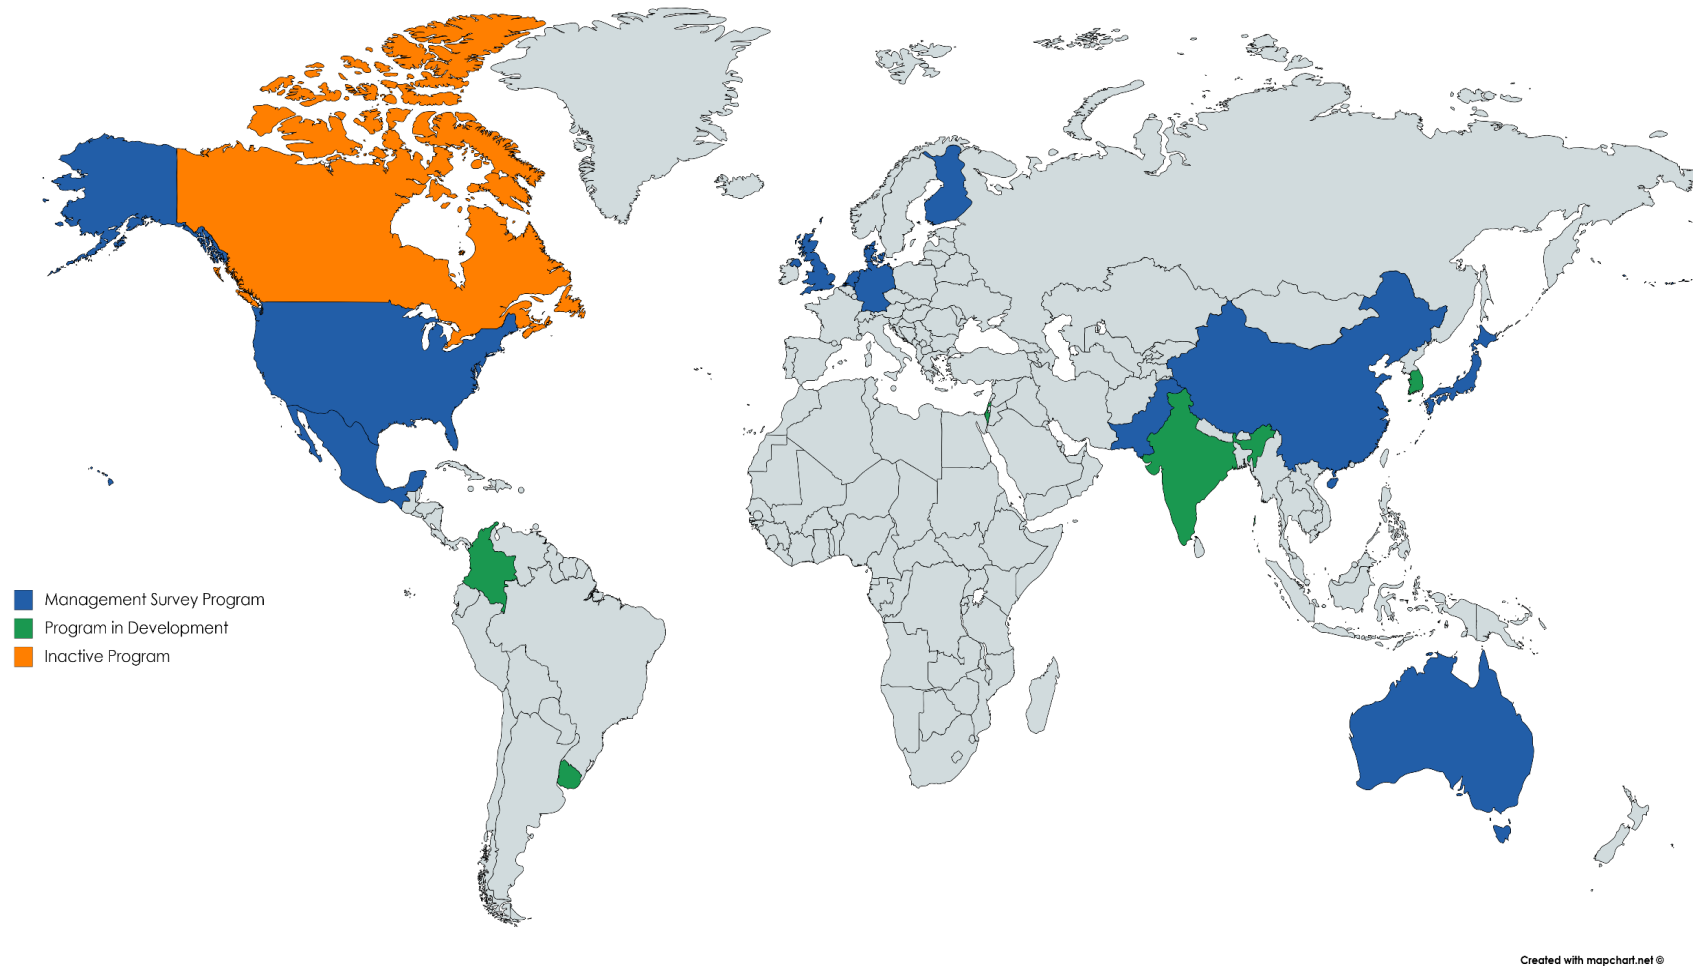 Management Survey Program
Program in Development
Inactive Program
Created with mapchart.net ©